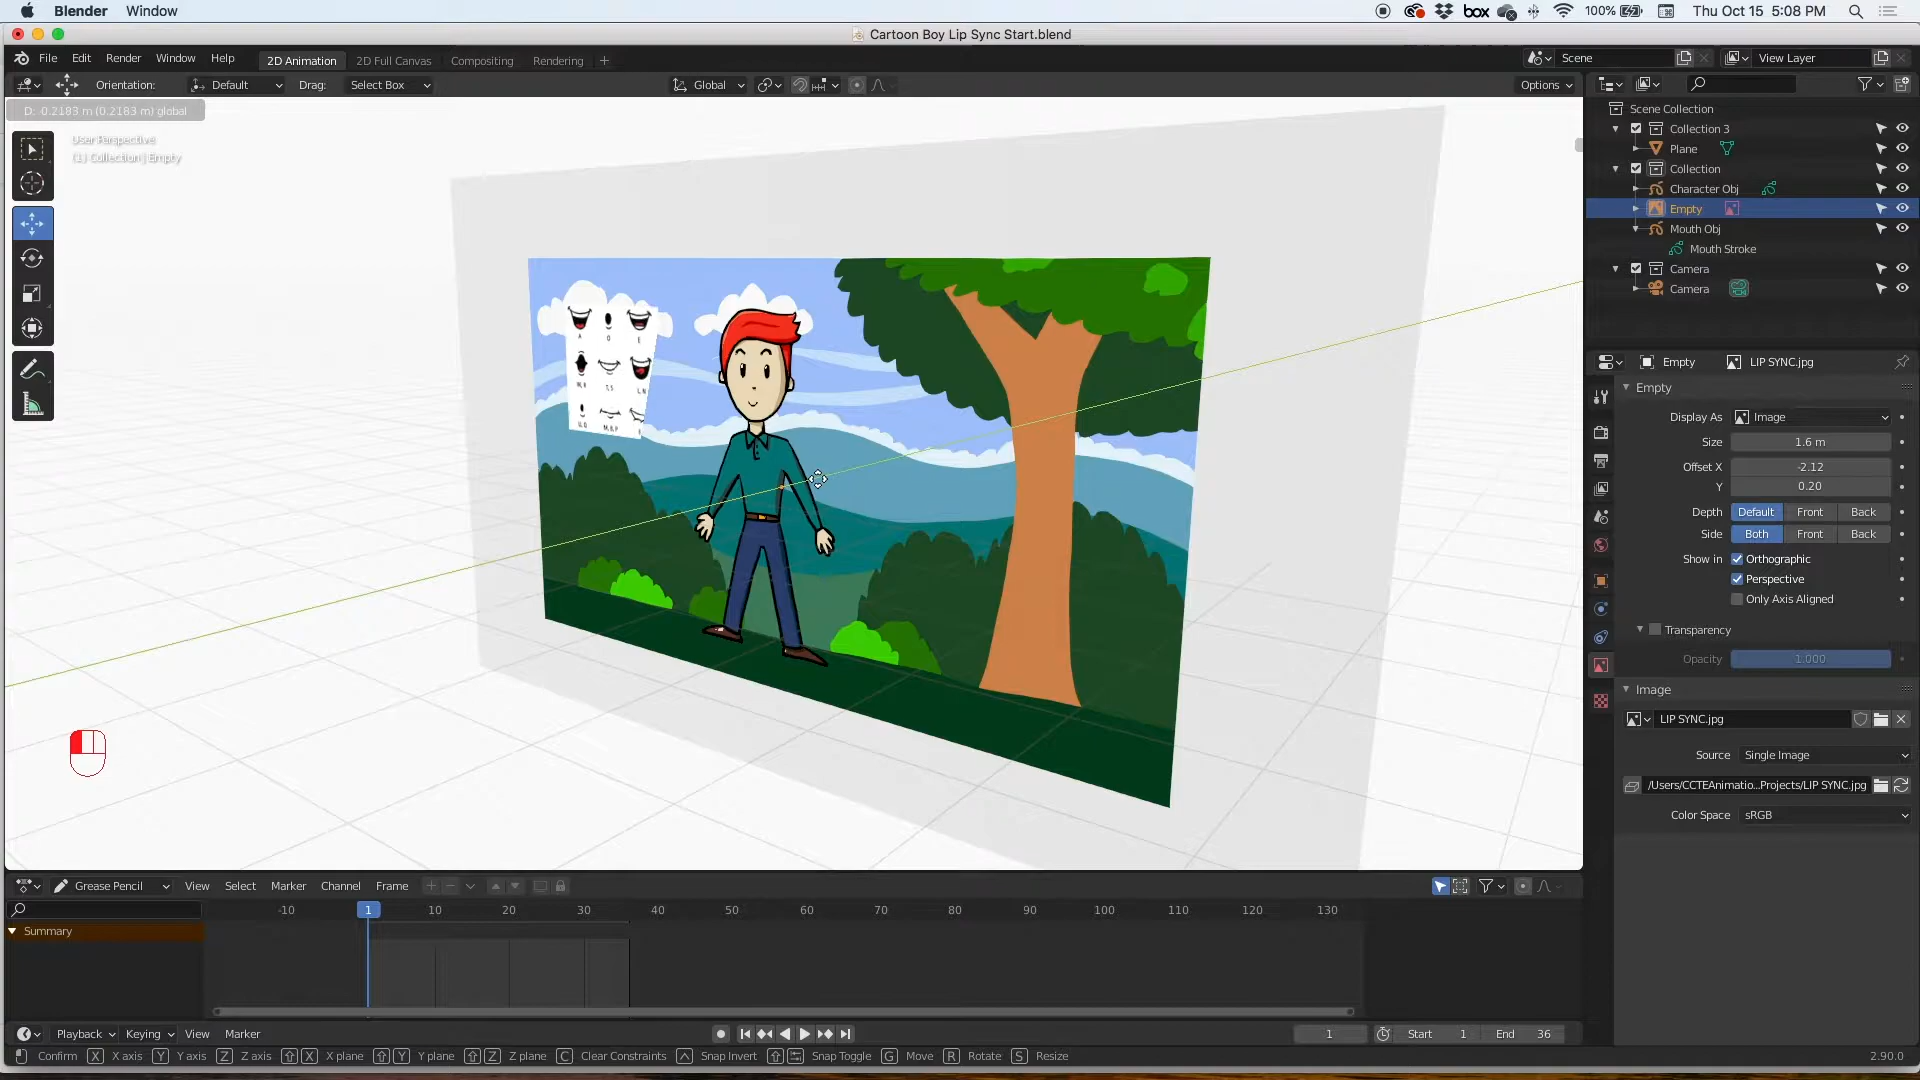 Blender Window 100% Thu Oct 15 5:08 PM
box
Cartoon Boy Lip Sync Start.blend
File Edit Render Window Help 2D Animation 2D Full Canvas Compositing Rendering + Scene View Layer
Orientation: Default Drag: Select Box Global Options
D: -0.2183 m (0.2183 m) global
User Perspective
(1) Collection | Empty
A O E
W,R T,S L,N
U,Q M,B,P
Scene Collection
Collection 3
Plane
Collection
Character Obj
Empty
Mouth Obj
Mouth Stroke
Camera
Camera
Empty LIP SYNC.jpg
Empty
Display As Image
Size 1.6 m
Offset X -2.12
Y 0.20
Depth Default Front Back
Side Both Front Back
Show in Orthographic
Perspective
Only Axis Aligned
Transparency
Opacity 1.000
Image
LIP SYNC.jpg
Source Single Image
/Users/CCTEAnimatio...Projects/LIP SYNC.jpg
Color Space sRGB
Grease Pencil View Select Marker Channel Frame
-10 1 10 20 30 40 50 60 70 80 90 100 110 120 130
Summary
Playback Keying View Marker 1 Start 1 End 36
Confirm X X axis Y Y axis Z Z axis X X plane Y Y plane Z Z plane C Clear Constraints Snap Invert Snap Toggle G Move R Rotate S Resize 2.90.0